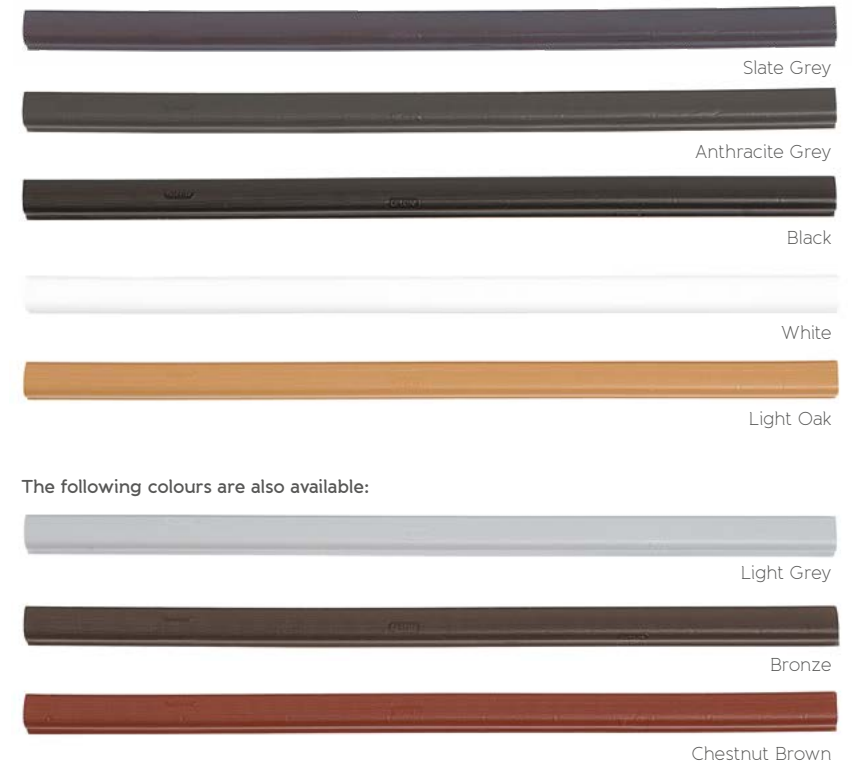 Slate Grey
Anthracite Grey
Black
White
Light Oak
The following colours are also available:
Light Grey
Bronze
Chestnut Brown